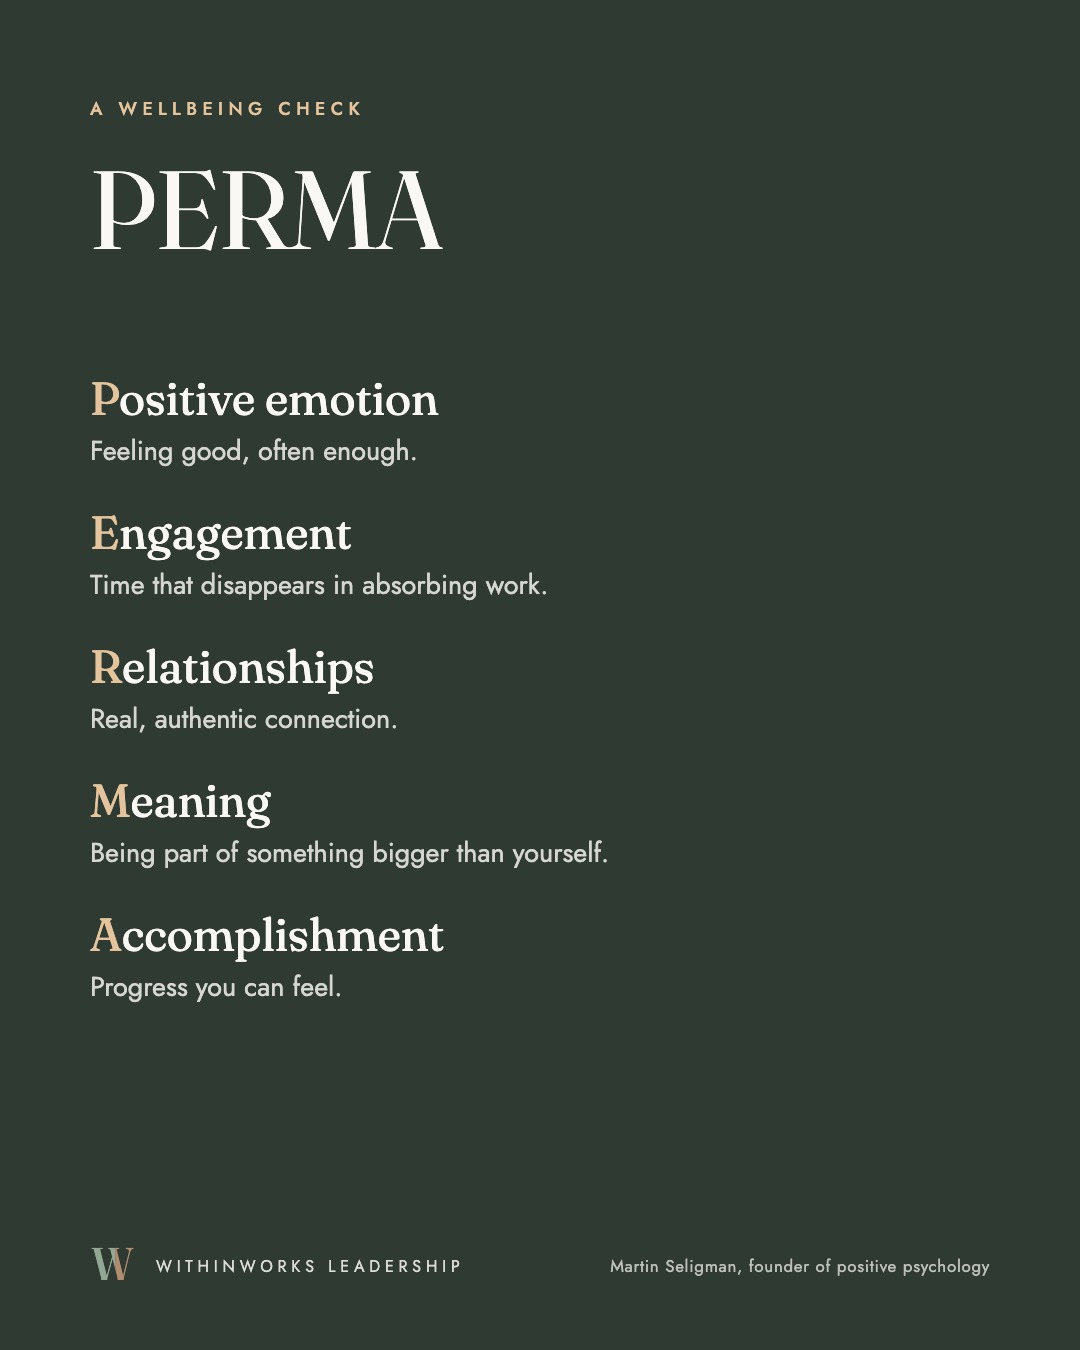 A WELLBEING CHECK
PERMA
Positive emotion
Feeling good, often enough.
Engagement
Time that disappears in absorbing work.
Relationships
Real, authentic connection.
Meaning
Being part of something bigger than yourself.
Accomplishment
Progress you can feel.
W WITHINWORKS LEADERSHIP
Martin Seligman, founder of positive psychology